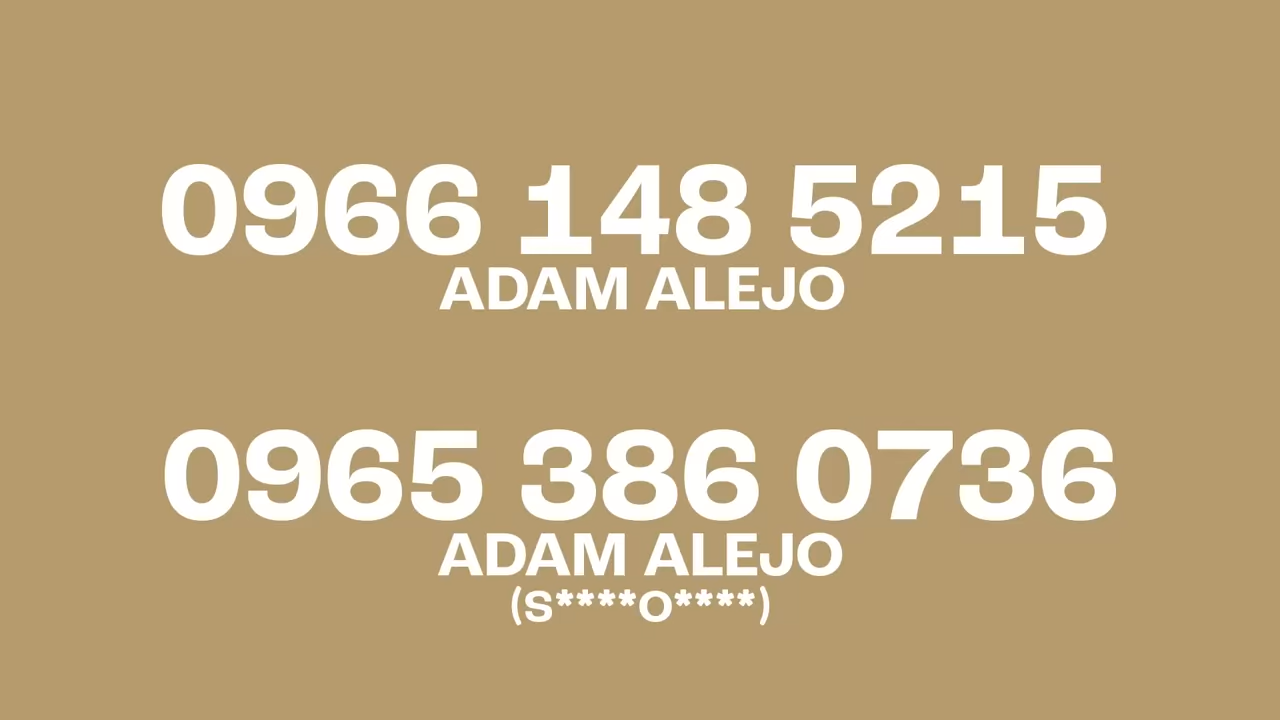 0966 148 5215
ADAM ALEJO
0965 386 0736
ADAM ALEJO
(S****O****)